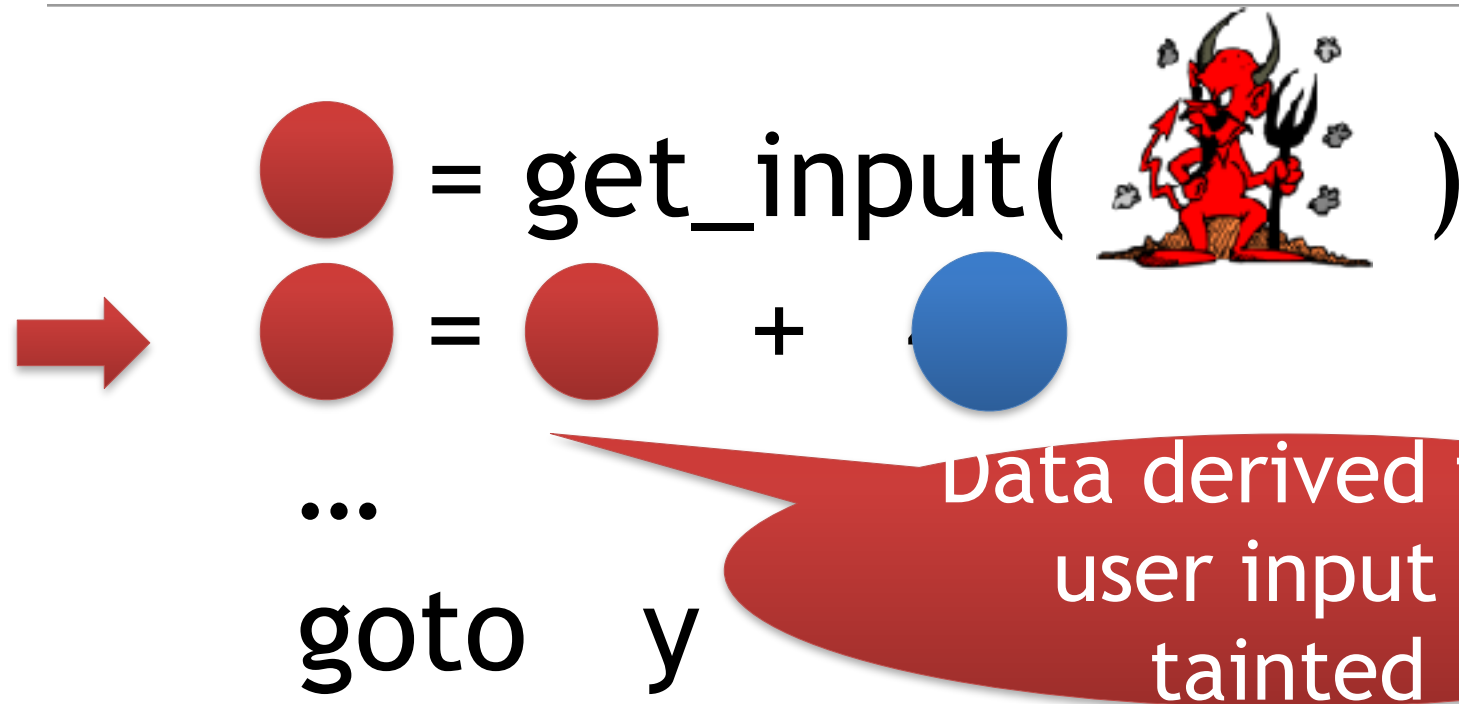 = get_input( )
= +
...
goto y
Data derived
user input
tainted